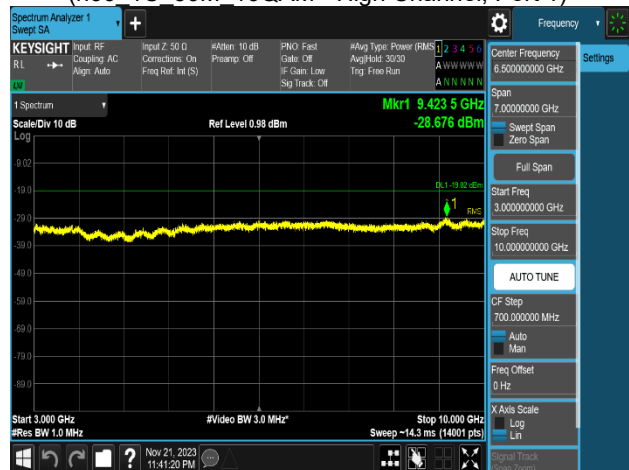 Spectrum Analyzer 1
Swept SA
Frequency
KEYSIGHT
RL
Input: RF
Coupling: AC
Align: Auto
Input Z: 50 Ω
Corrections: On
Freq Ref: Int (S)
#Atten: 10 dB
Preamp: Off
PNO: Fast
Gate: Off
IF Gain: Low
Sig Track: Off
#Avg Type: Power (RMS)
Avg|Hold: 30/30
Trig: Free Run
1 2 3 4 5 6
A W W W W W
A N N N N N
LXI
Center Frequency
6.500000000 GHz
Settings
Span
7.00000000 GHz
Swept Span
Zero Span
Full Span
Start Freq
3.000000000 GHz
Stop Freq
10.000000000 GHz
AUTO TUNE
CF Step
700.000000 MHz
Auto
Man
Freq Offset
0 Hz
X Axis Scale
Log
Lin
Signal Track
(Span Zoom)
1 Spectrum
Mkr1 9.423 5 GHz
Scale/Div 10 dB
Ref Level 0.98 dBm
-28.676 dBm
Log
-9.02
-19.0
DL1 -19.02 dBm
1
-29.0
RMS
-39.0
-49.0
-59.0
-69.0
-79.0
-89.0
Start 3.000 GHz
#Video BW 3.0 MHz*
Stop 10.000 GHz
#Res BW 1.0 MHz
Sweep ~14.3 ms (14001 pts)
?
Nov 21, 2023
11:41:20 PM